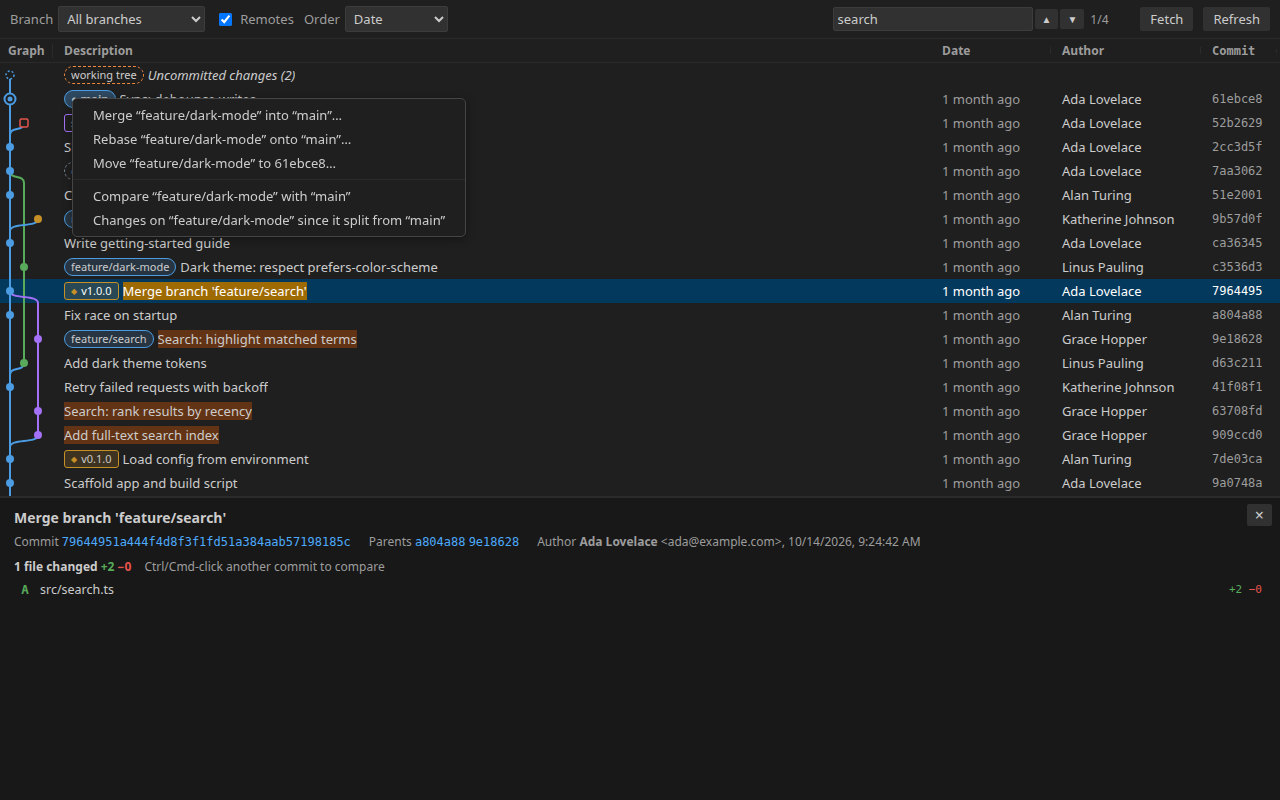 Branch All branches Remotes Order Date search ▲ ▼ 1/4 Fetch Refresh
Graph Description Date Author Commit
working tree Uncommitted changes (2)
1 month ago Ada Lovelace 61ebce8
Merge “feature/dark-mode” into “main”...
1 month ago Ada Lovelace 52b2629
Rebase “feature/dark-mode” onto “main”...
S 1 month ago Ada Lovelace 2cc3d5f
Move “feature/dark-mode” to 61ebce8...
1 month ago Ada Lovelace 7aa3062
Compare “feature/dark-mode” with “main”
C 1 month ago Alan Turing 51e2001
Changes on “feature/dark-mode” since it split from “main”
1 month ago Katherine Johnson 9b57d0f
Write getting-started guide 1 month ago Ada Lovelace ca36345
feature/dark-mode Dark theme: respect prefers-color-scheme 1 month ago Linus Pauling c3536d3
◆ v1.0.0 Merge branch 'feature/search' 1 month ago Ada Lovelace 7964495
Fix race on startup 1 month ago Alan Turing a804a88
feature/search Search: highlight matched terms 1 month ago Grace Hopper 9e18628
Add dark theme tokens 1 month ago Linus Pauling d63c211
Retry failed requests with backoff 1 month ago Katherine Johnson 41f08f1
Search: rank results by recency 1 month ago Grace Hopper 63708fd
Add full-text search index 1 month ago Grace Hopper 909ccd0
◆ v0.1.0 Load config from environment 1 month ago Alan Turing 7de03ca
Scaffold app and build script 1 month ago Ada Lovelace 9a0748a
Merge branch 'feature/search' ✕
Commit 79644951a444f4d8f3f1fd51a384aab57198185c Parents a804a88 9e18628 Author Ada Lovelace <ada@example.com>, 10/14/2026, 9:24:42 AM
1 file changed +2 −0 Ctrl/Cmd-click another commit to compare
A src/search.ts +2 −0